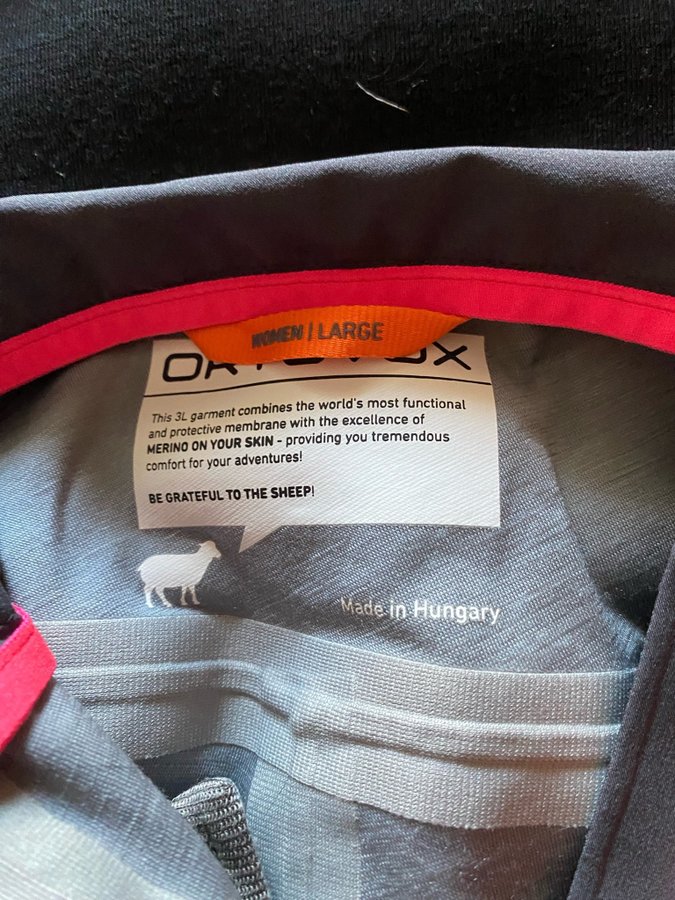 WOMEN | LARGE
ORTOVOX
This 3L garment combines the world's most functional
and protective membrane with the excellence of
MERINO ON YOUR SKIN - providing you tremendous
comfort for your adventures!
BE GRATEFUL TO THE SHEEP!
Made in Hungary